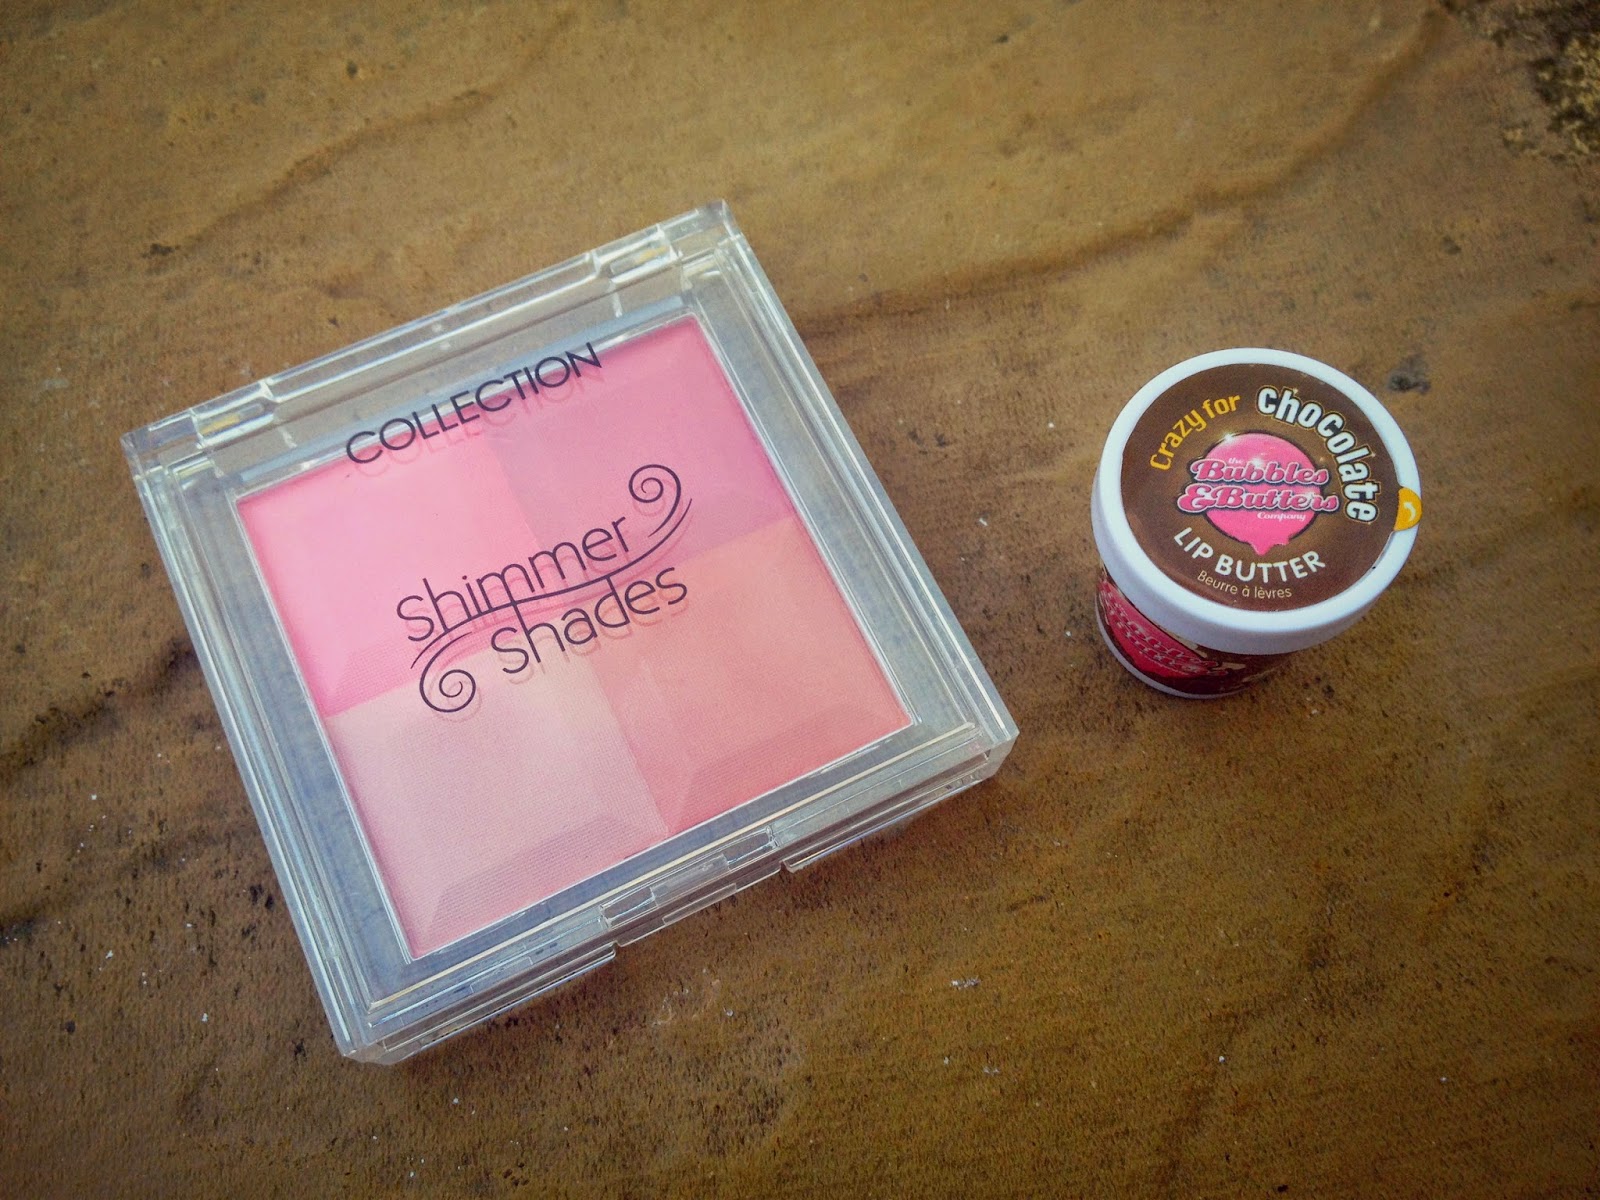 COLLECTION
shimmer
shades
Crazy for chocolate
the
Bubbles
& Butters
Company
LIP BUTTER
Beurre à lèvres